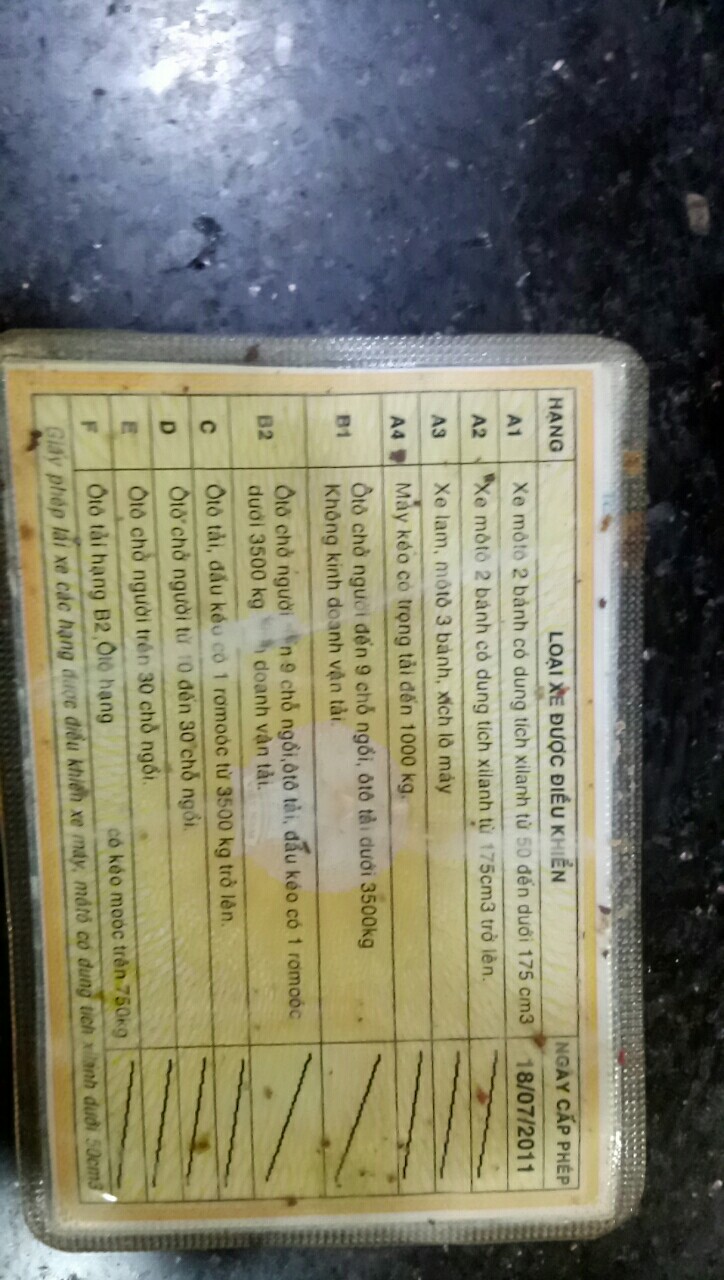 HẠNG LOẠI XE ĐƯỢC ĐIỀU KHIỂN NGÀY CẤP PHÉP
A1 Xe môtô 2 bánh có dung tích xilanh từ 50 đến dưới 175 cm3 18/07/2011
A2 Xe môtô 2 bánh có dung tích xilanh từ 175cm3 trở lên.
A3 Xe lam, môtô 3 bánh, xích lô máy
A4 Máy kéo có trọng tải đến 1000 kg.
B1 Ôtô chở người đến 9 chỗ ngồi, ôtô tải dưới 3500kg
Không kinh doanh vận tải
B2 Ôtô chở người 9 chỗ ngồi,ôtô tải, đầu kéo có 1 rơmoóc
dưới 3500 kg doanh vận tải.
C Ôtô tải, đầu kéo có 1 rơmoóc từ 3500 kg trở lên.
D Ôtô chở người từ 10 đến 30 chỗ ngồi.
E Ôtô chở người trên 30 chỗ ngồi.
F Ôtô tải hạng B2, Ôtô hạng có kéo moóc trên 750kg
Giấy phép lái xe các hạng được điều khiển xe máy, môtô có dung tích xilanh dưới 50cm3